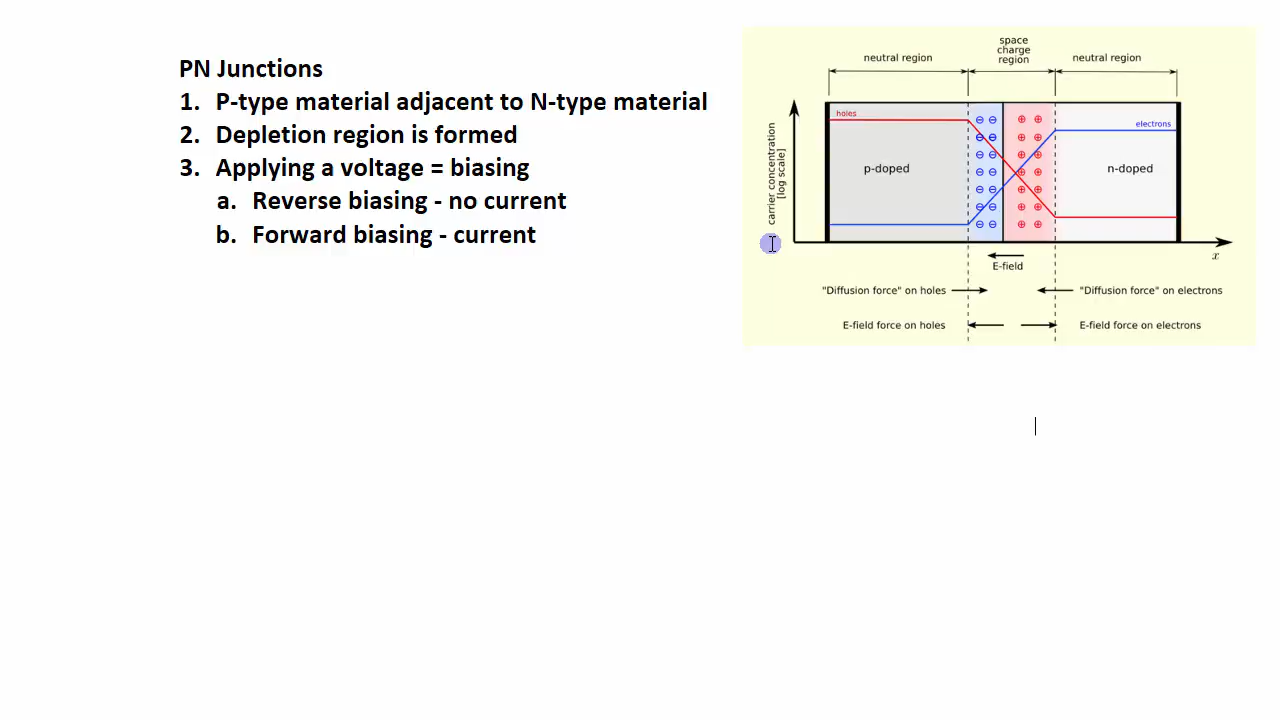 PN Junctions
1. P-type material adjacent to N-type material
2. Depletion region is formed
3. Applying a voltage = biasing
a. Reverse biasing - no current
b. Forward biasing - current
neutral region
space
charge
region
neutral region
carrier concentration
[log scale]
holes
electrons
⊖ ⊖ ⊕ ⊕
⊖ ⊖ ⊕ ⊕
⊖ ⊖ ⊕ ⊕
p-doped
⊖ ⊖ ⊕ ⊕
n-doped
⊖ ⊖ ⊕ ⊕
⊖ ⊖ ⊕ ⊕
⊖ ⊖ ⊕ ⊕
x
E-field
"Diffusion force" on holes
"Diffusion force" on electrons
E-field force on holes
E-field force on electrons